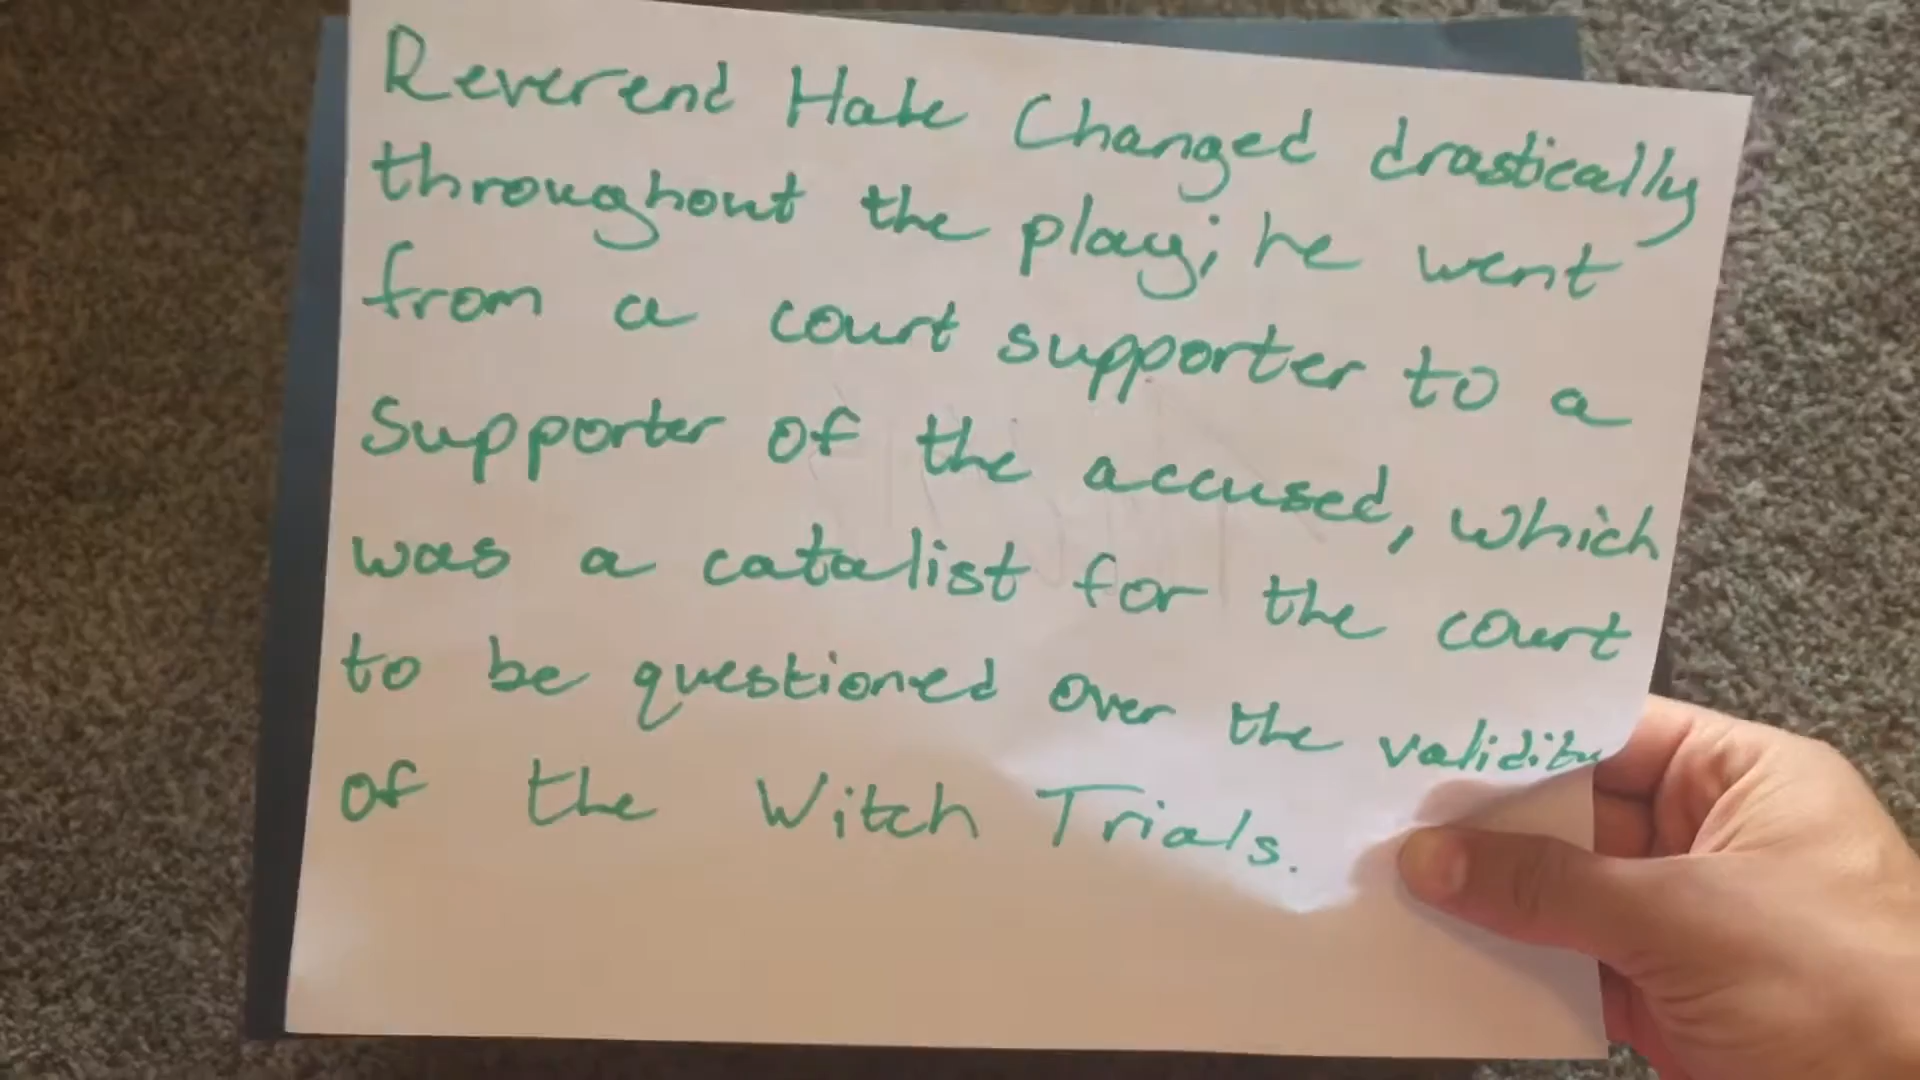 Reverend Hale Changed drastically
throughout the play; he went
from a court supporter to a
Supporter of the accused, which
was a catalist for the court
to be questioned over the validity
of the Witch Trials.